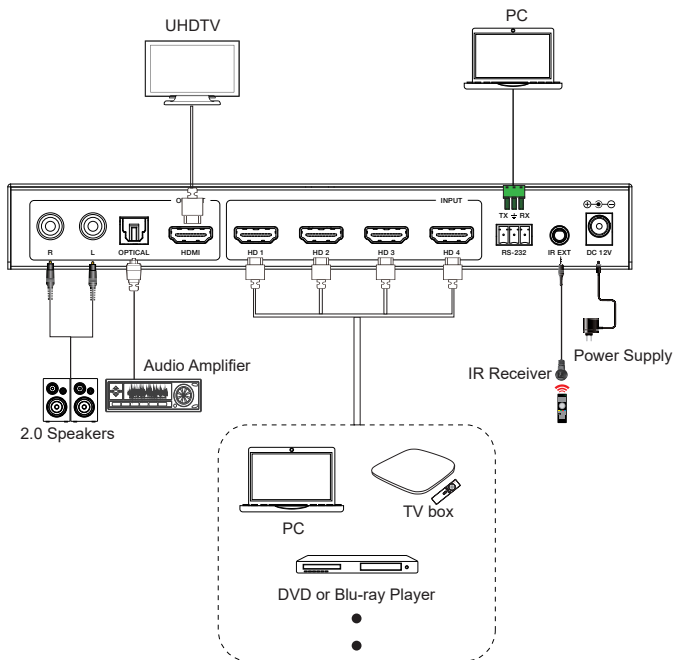 UHDTV
PC
INPUT
TX RX
R
L
OPTICAL
HDMI
HD 1
HD 2
HD 3
HD 4
RS-232
IR EXT
DC 12V
Audio Amplifier
2.0 Speakers
IR Receiver
Power Supply
PC
TV box
DVD or Blu-ray Player